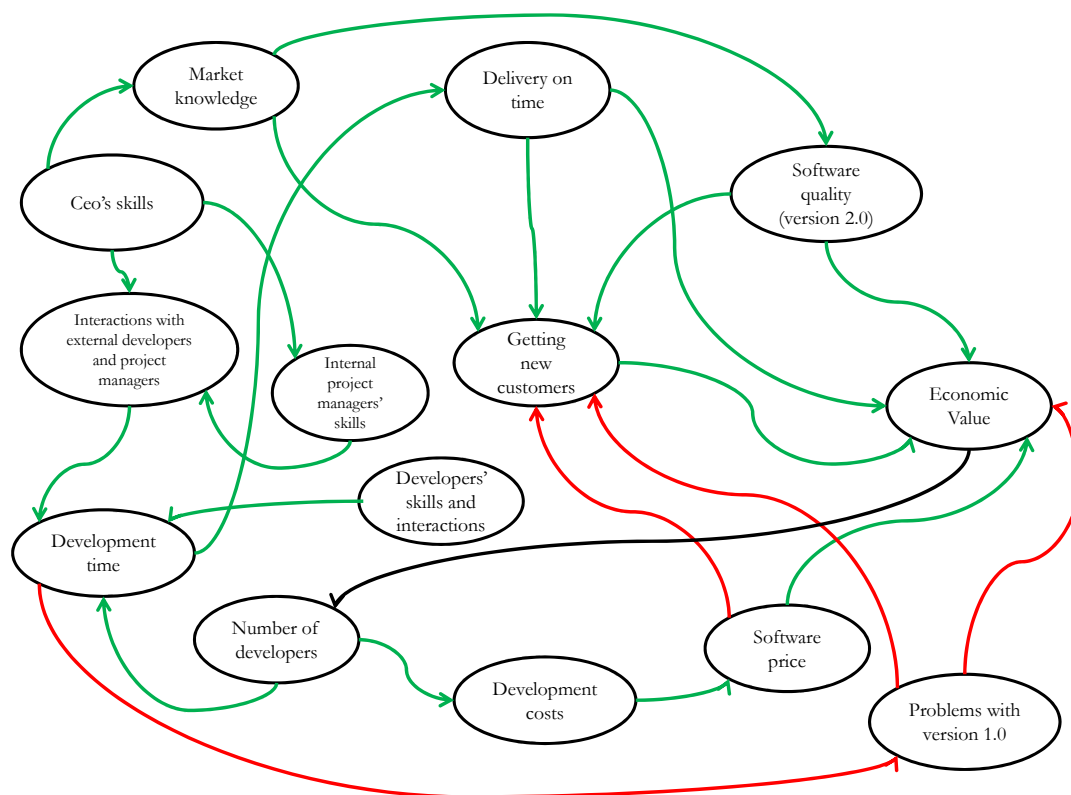 Market
knowledge
Delivery on
time
Software
quality
(version 2.0)
Ceo's skills
Interactions with
external developers
and project
managers
Internal
project
managers'
skills
Getting
new
customers
Economic
Value
Developers'
skills and
interactions
Development
time
Number of
developers
Software
price
Development
costs
Problems with
version 1.0